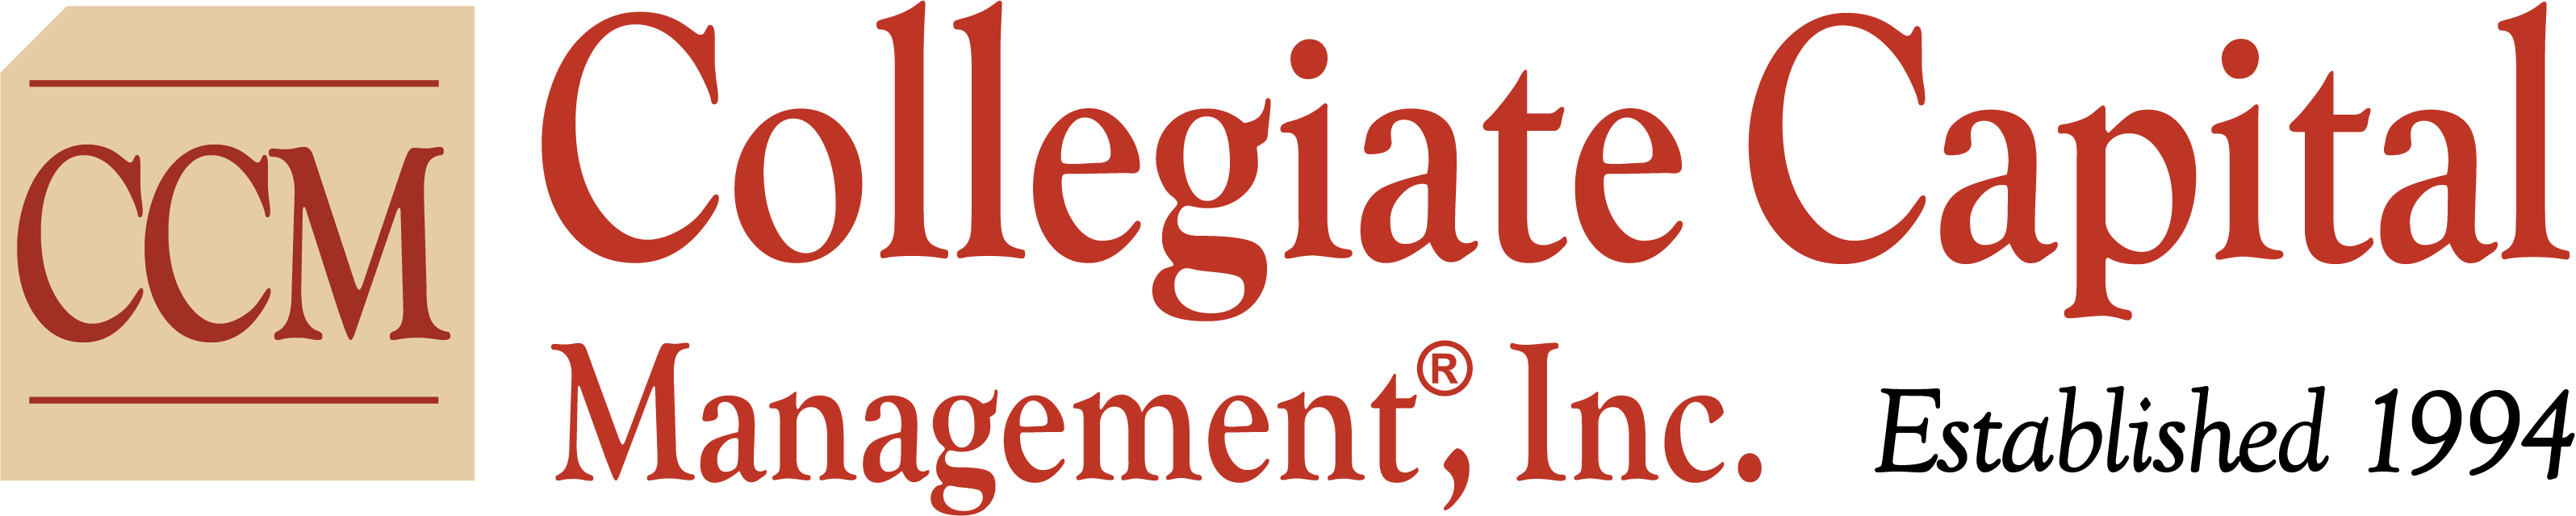 CCM
Collegiate Capital
Management®, Inc.
Established 1994